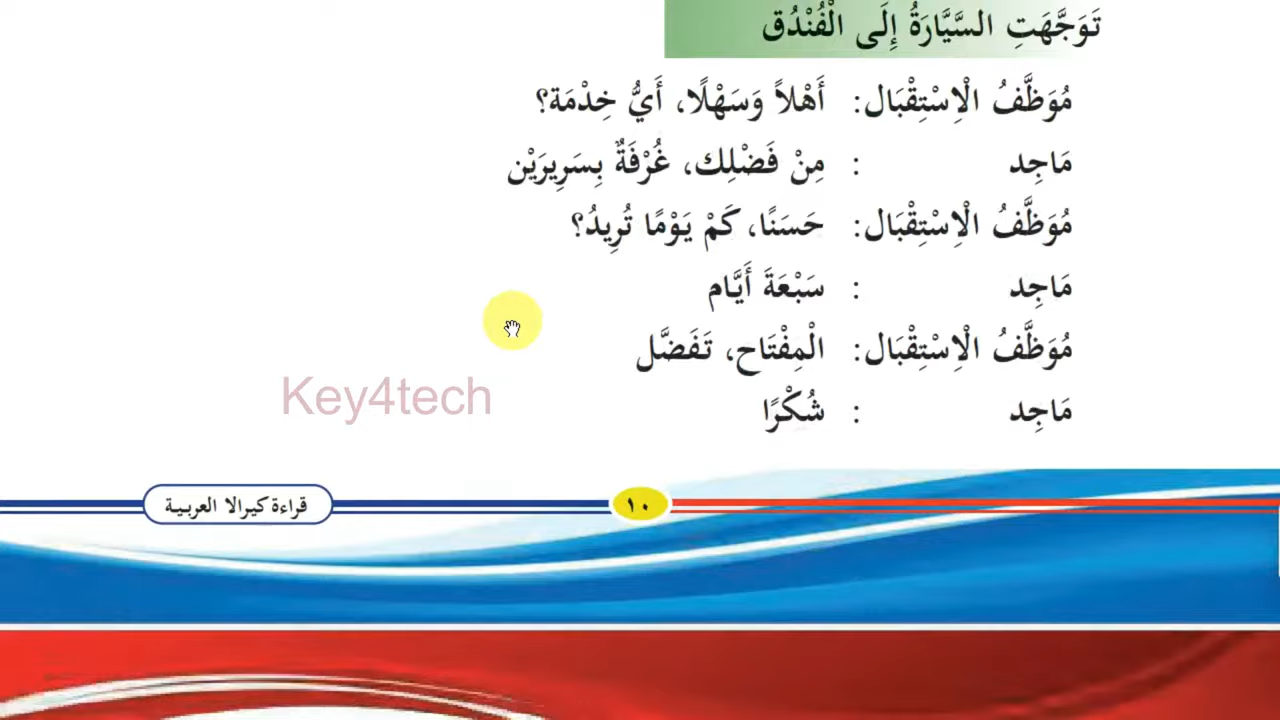 تَوَجَّهَتِ السَّيَّارَةُ إِلَى الْفُنْدُق
مُوَظَّفُ الْاِسْتِقْبَال: أَهْلاً وَسَهْلًا، أَيُّ خِدْمَة؟
مَاجِد : مِنْ فَضْلِك، غُرْفَةٌ بِسَرِيرَيْن
مُوَظَّفُ الْاِسْتِقْبَال: حَسَنًا، كَمْ يَوْمًا تُرِيدُ؟
مَاجِد : سَبْعَةَ أَيَّام
مُوَظَّفُ الْاِسْتِقْبَال: الْمِفْتَاح، تَفَضَّل
مَاجِد : شُكْرًا
Key4tech
١٠
قراءة كيرالا العربية